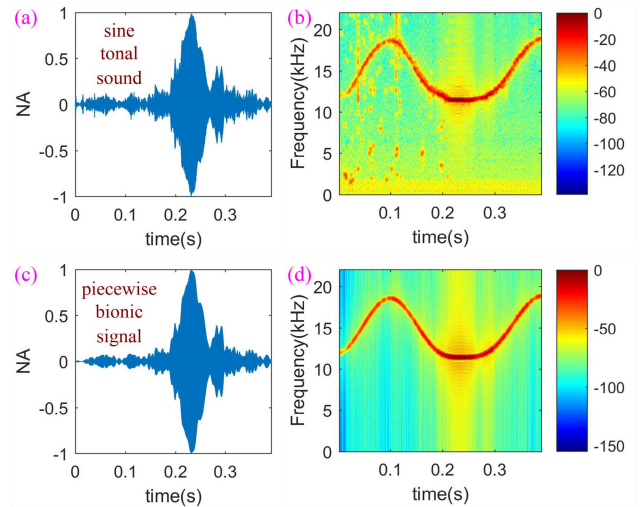 (a)
sine
tonal
sound
NA
1
0.5
0
-0.5
-1
0
0.1
0.2
0.3
time(s)
(b)
Frequency(kHz)
20
15
10
5
0
0.1
0.2
0.3
time(s)
0
-20
-40
-60
-80
-100
-120
(c)
piecewise
bionic
signal
NA
1
0.5
0
-0.5
-1
0
0.1
0.2
0.3
time(s)
(d)
Frequency(kHz)
20
15
10
5
0
0.1
0.2
0.3
time(s)
0
-50
-100
-150